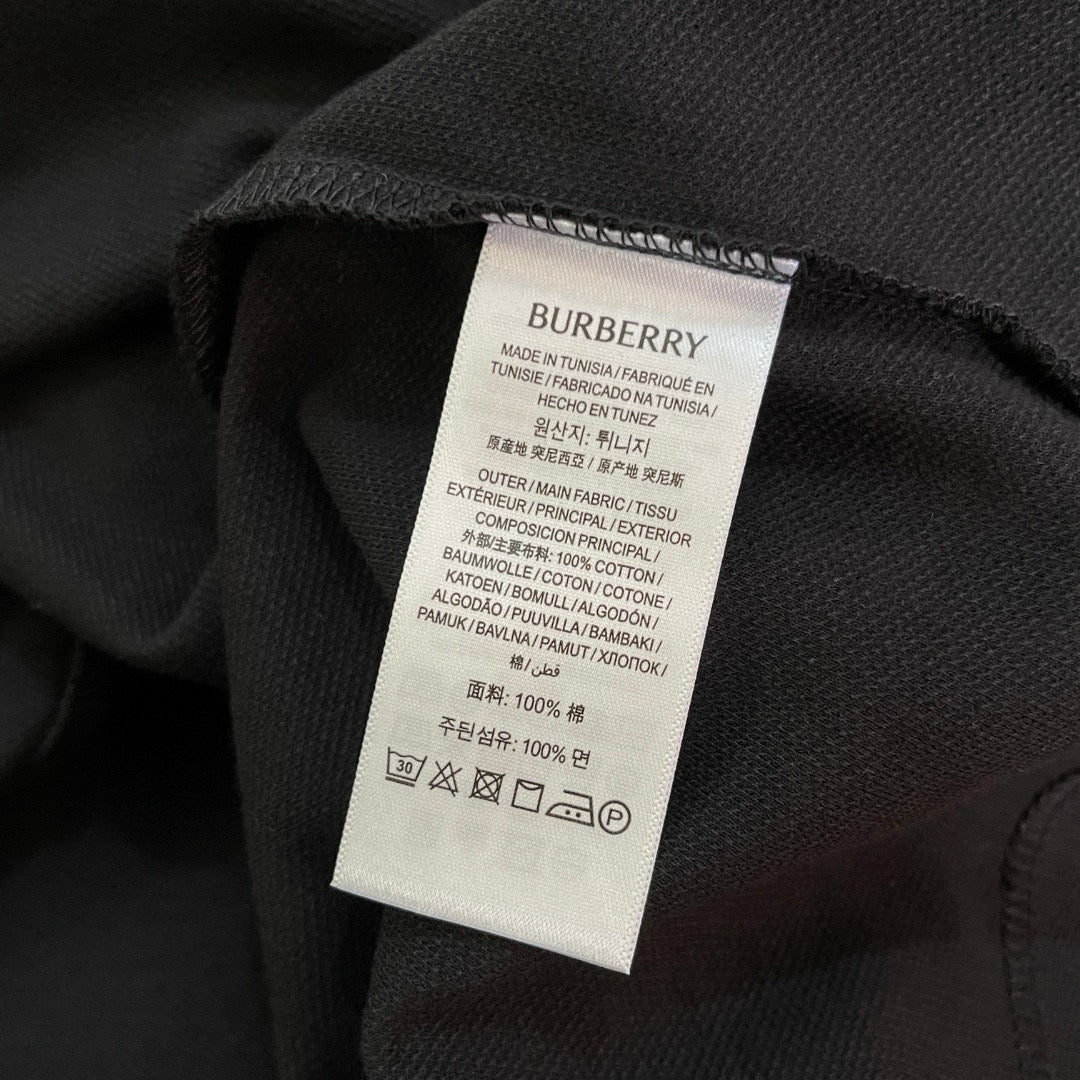 BURBERRY
MADE IN TUNISIA / FABRIQUÉ EN
TUNISIE / FABRICADO NA TUNISIA /
HECHO EN TUNEZ
원산지: 튀니지
原産地 突尼西亞 / 原产地 突尼斯
OUTER / MAIN FABRIC / TISSU
EXTÉRIEUR / PRINCIPAL / EXTERIOR
COMPOSICION PRINCIPAL /
外部/主要布料: 100% COTTON /
BAUMWOLLE / COTON / COTONE /
KATOEN / BOMULL / ALGODÓN /
ALGODÃO / PUUVILLA / BAMBAKI /
PAMUK / BAVLNA / PAMUT / ХЛОПОК /
棉 / قطن
面料: 100% 棉
주된섬유: 100% 면
30 P